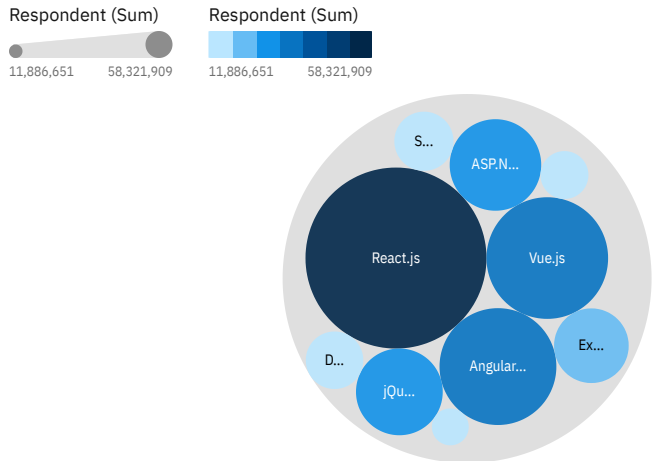 Respondent (Sum)
11,886,651 58,321,909
Respondent (Sum)
11,886,651 58,321,909
S...
ASP.N...
React.js
Vue.js
Ex...
D...
Angular...
jQu...